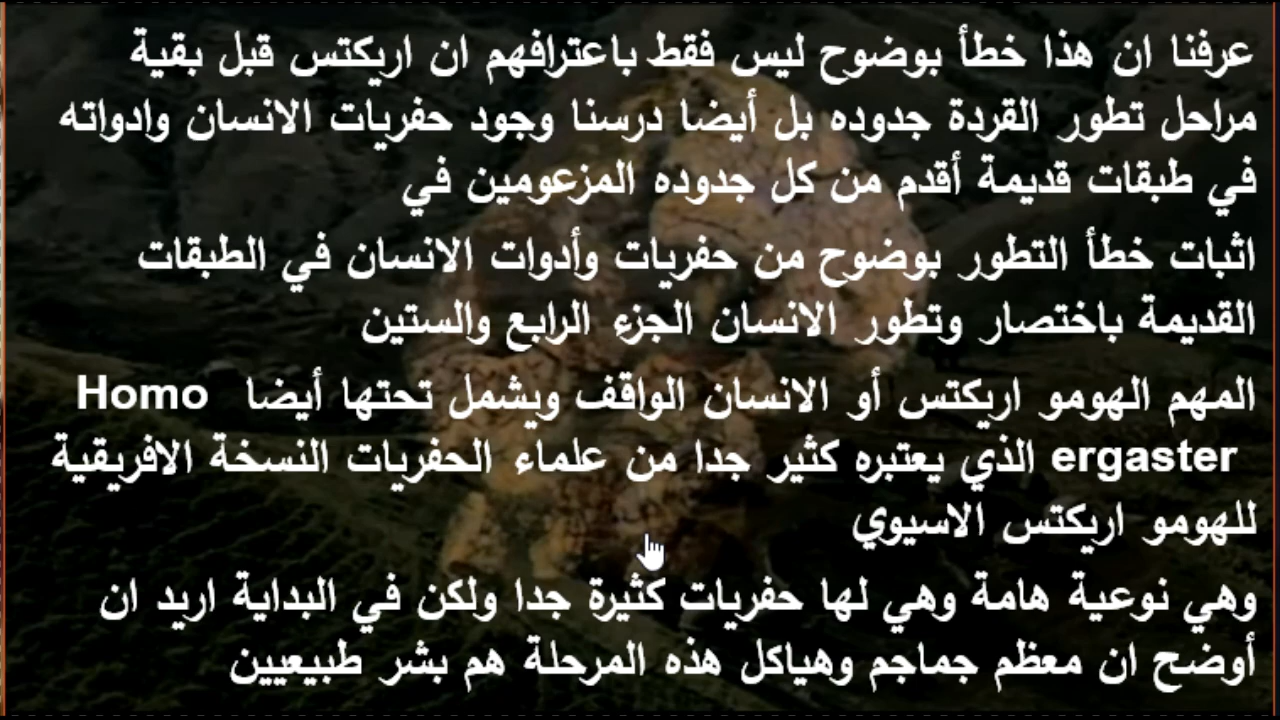 عرفنا ان هذا خطأ بوضوح ليس فقط باعترافهم ان اريكتس قبل بقية
مراحل تطور القردة جدوده بل أيضا درسنا وجود حفريات الانسان وادواته
في طبقات قديمة أقدم من كل جدوده المزعومين في
اثبات خطأ التطور بوضوح من حفريات وأدوات الانسان في الطبقات
القديمة باختصار وتطور الانسان الجزء الرابع والستين
المهم الهومو اريكتس أو الانسان الواقف ويشمل تحتها أيضا Homo
ergaster الذي يعتبره كثير جدا من علماء الحفريات النسخة الافريقية
للهومو اريكتس الاسيوي
وهي نوعية هامة وهي لها حفريات كثيرة جدا ولكن في البداية اريد ان
أوضح ان معظم جماجم وهياكل هذه المرحلة هم بشر طبيعيين